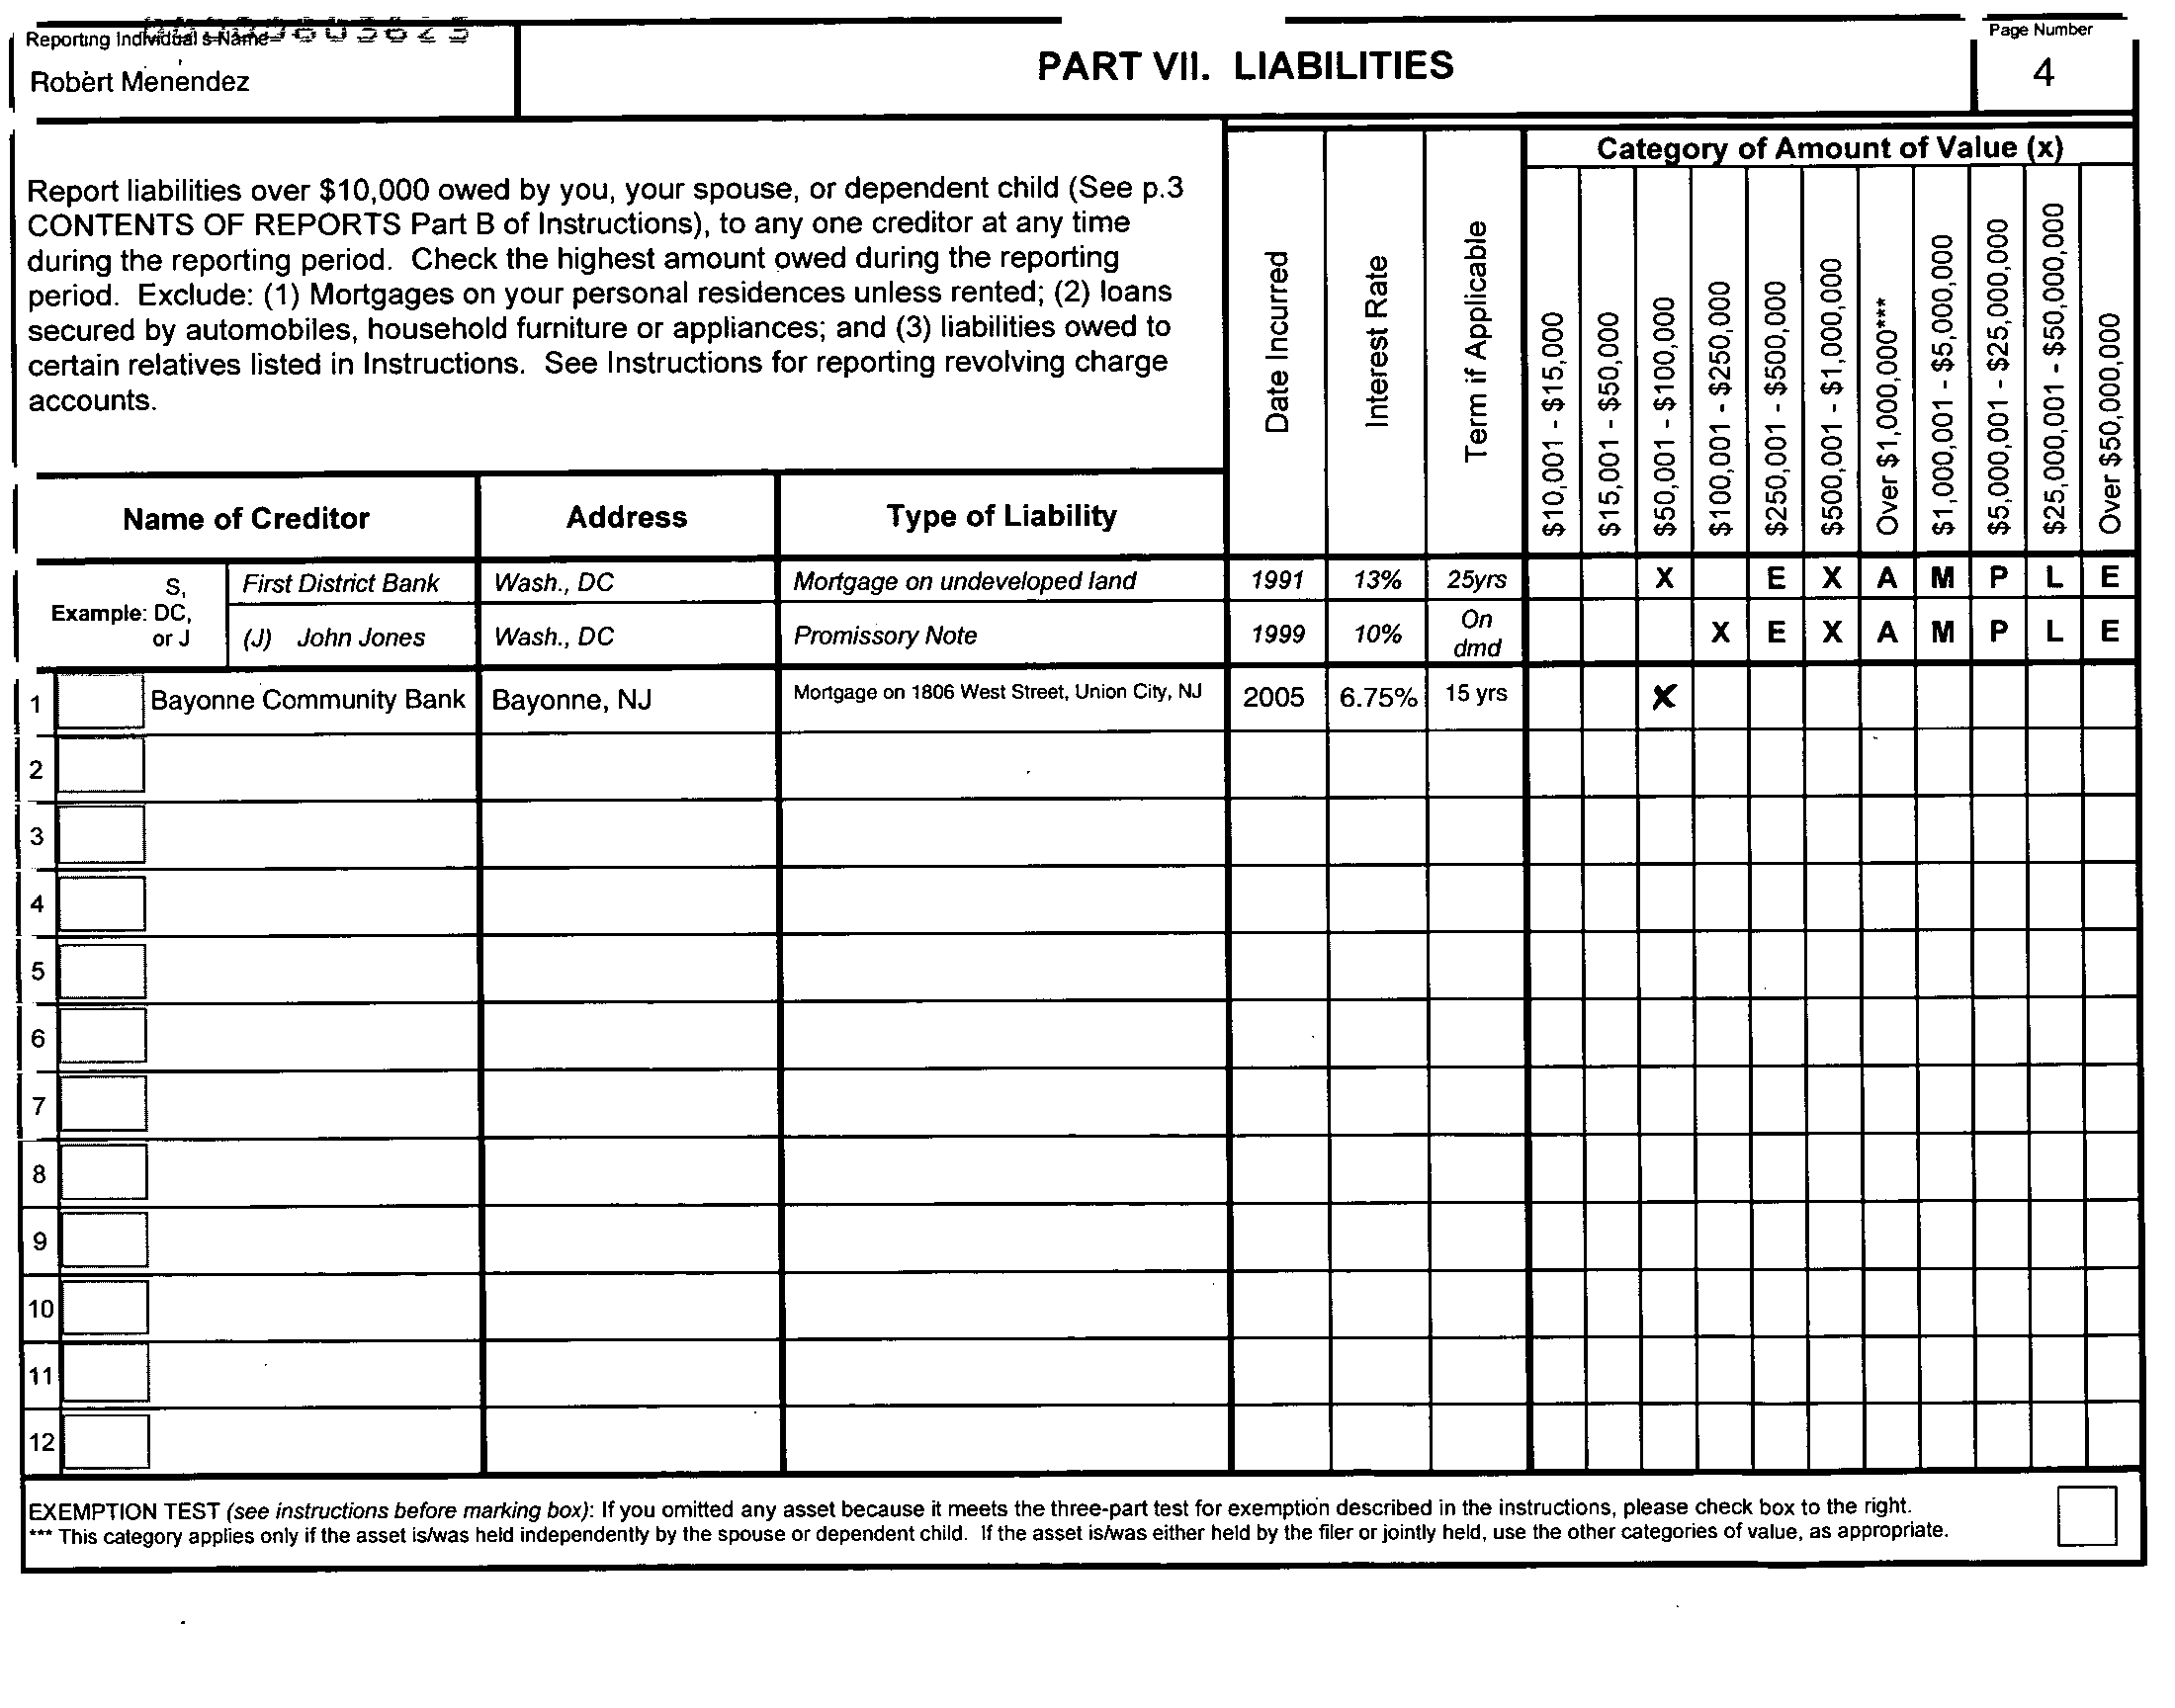 Reporting Individual's Name
Robert Menendez
PART VII. LIABILITIES
Page Number
4
Report liabilities over $10,000 owed by you, your spouse, or dependent child (See p.3
CONTENTS OF REPORTS Part B of Instructions), to any one creditor at any time
during the reporting period. Check the highest amount owed during the reporting
period. Exclude: (1) Mortgages on your personal residences unless rented; (2) loans
secured by automobiles, household furniture or appliances; and (3) liabilities owed to
certain relatives listed in Instructions. See Instructions for reporting revolving charge
accounts.
Date Incurred
Interest Rate
Term if Applicable
Category of Amount of Value (x)
$10,001 - $15,000
$15,001 - $50,000
$50,001 - $100,000
$100,001 - $250,000
$250,001 - $500,000
$500,001 - $1,000,000
Over $1,000,000***
$1,000,001 - $5,000,000
$5,000,001 - $25,000,000
$25,000,001 - $50,000,000
Over $50,000,000
Name of Creditor Address Type of Liability
Example: S, DC, or J
First District Bank Wash., DC Mortgage on undeveloped land 1991 13% 25yrs X E X A M P L E
(J) John Jones Wash., DC Promissory Note 1999 10% On dmd X E X A M P L E
1 Bayonne Community Bank Bayonne, NJ Mortgage on 1806 West Street, Union City, NJ 2005 6.75% 15 yrs X
2
3
4
5
6
7
8
9
10
11
12
EXEMPTION TEST (see instructions before marking box): If you omitted any asset because it meets the three-part test for exemption described in the instructions, please check box to the right.
*** This category applies only if the asset is/was held independently by the spouse or dependent child. If the asset is/was either held by the filer or jointly held, use the other categories of value, as appropriate.